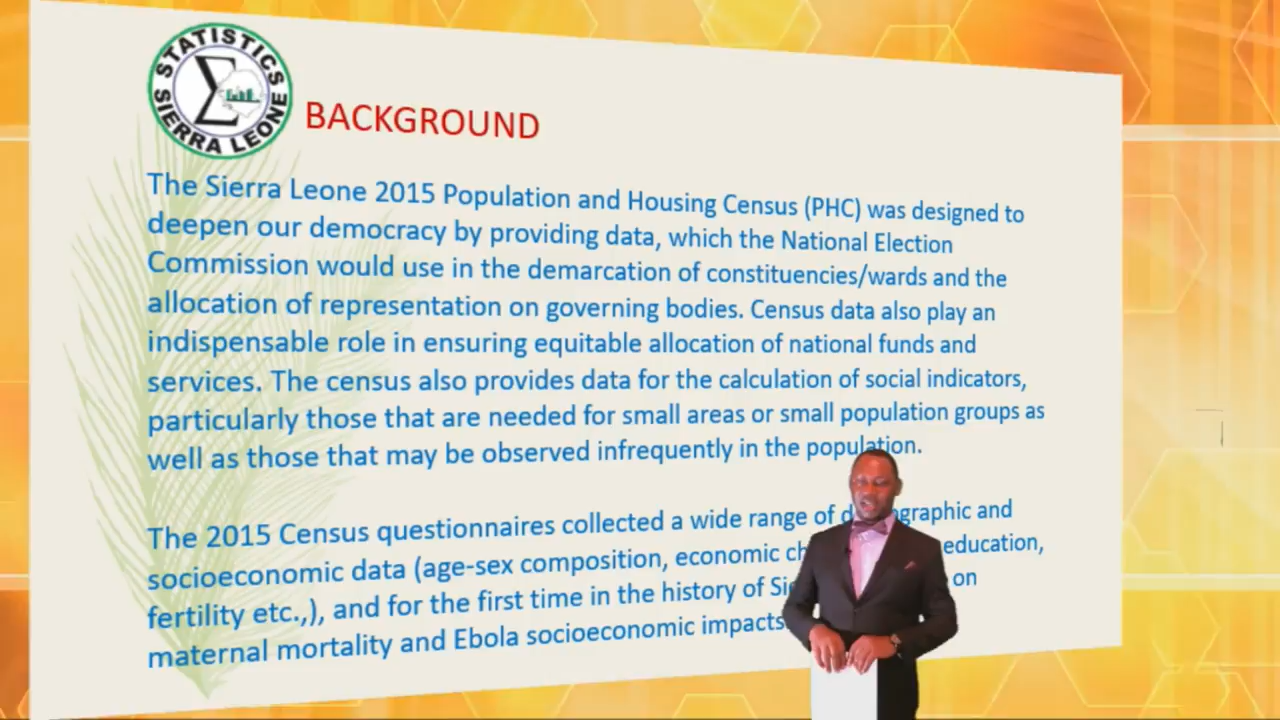 STATISTICS
SIERRA LEONE
BACKGROUND
The Sierra Leone 2015 Population and Housing Census (PHC) was designed to
deepen our democracy by providing data, which the National Election
Commission would use in the demarcation of constituencies/wards and the
allocation of representation on governing bodies. Census data also play an
indispensable role in ensuring equitable allocation of national funds and
services. The census also provides data for the calculation of social indicators,
particularly those that are needed for small areas or small population groups as
well as those that may be observed infrequently in the population.
The 2015 Census questionnaires collected a wide range of and
socioeconomic data (age-sex composition, economic education,
fertility etc.,), and for the first time in the history of on
maternal mortality and Ebola socioeconomic impacts